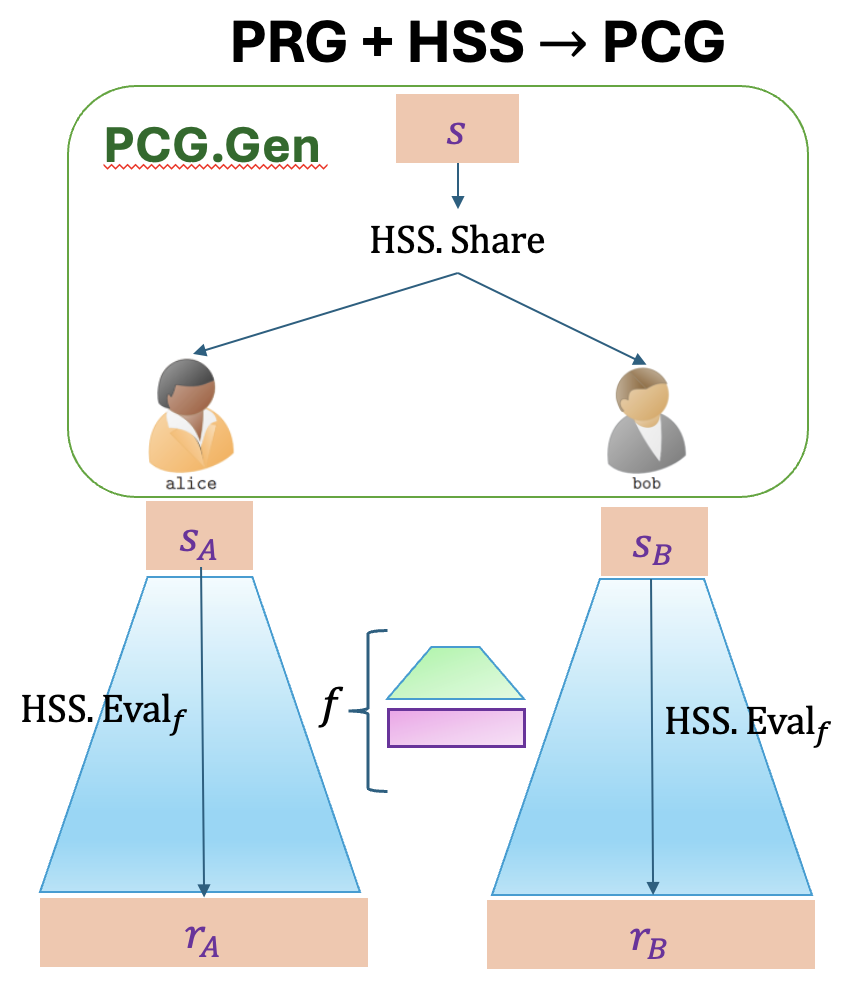 PRG + HSS → PCG
PCG.Gen
s
HSS. Share
alice
bob
s_A
s_B
HSS. Eval_f
f
HSS. Eval_f
r_A
r_B